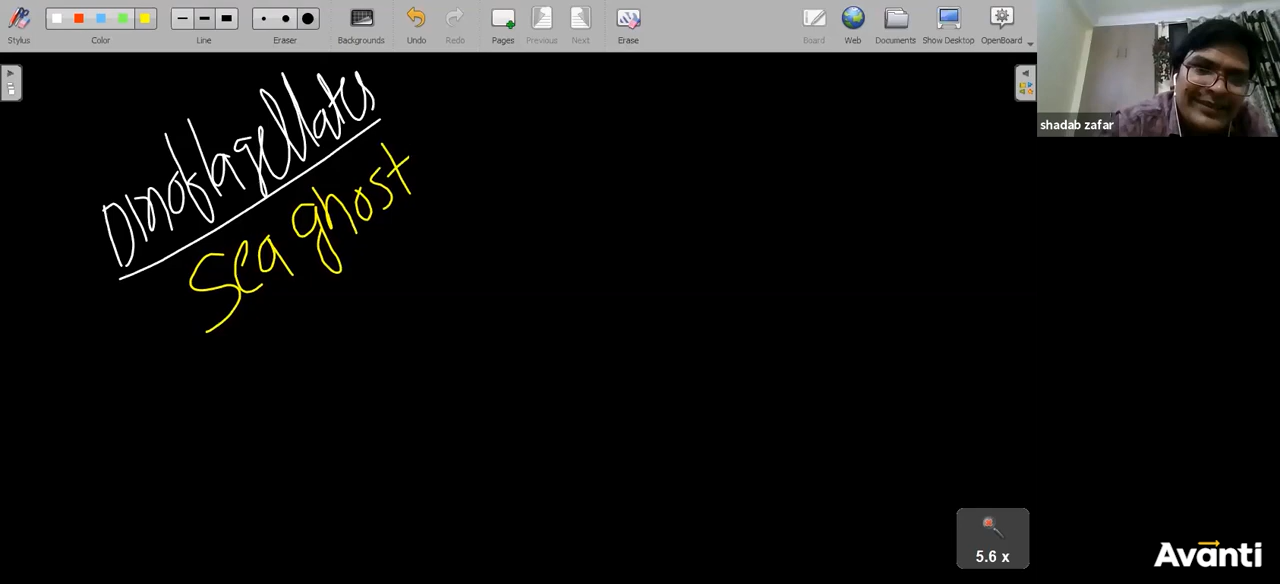 Stylus
Color
Line
Eraser
Backgrounds
Undo
Redo
Pages
Previous
Next
Erase
Board
Web
Documents
Show Desktop
OpenBoard
shadab zafar
Dinoflagellates
Sea ghost
5.6 x
Avanti